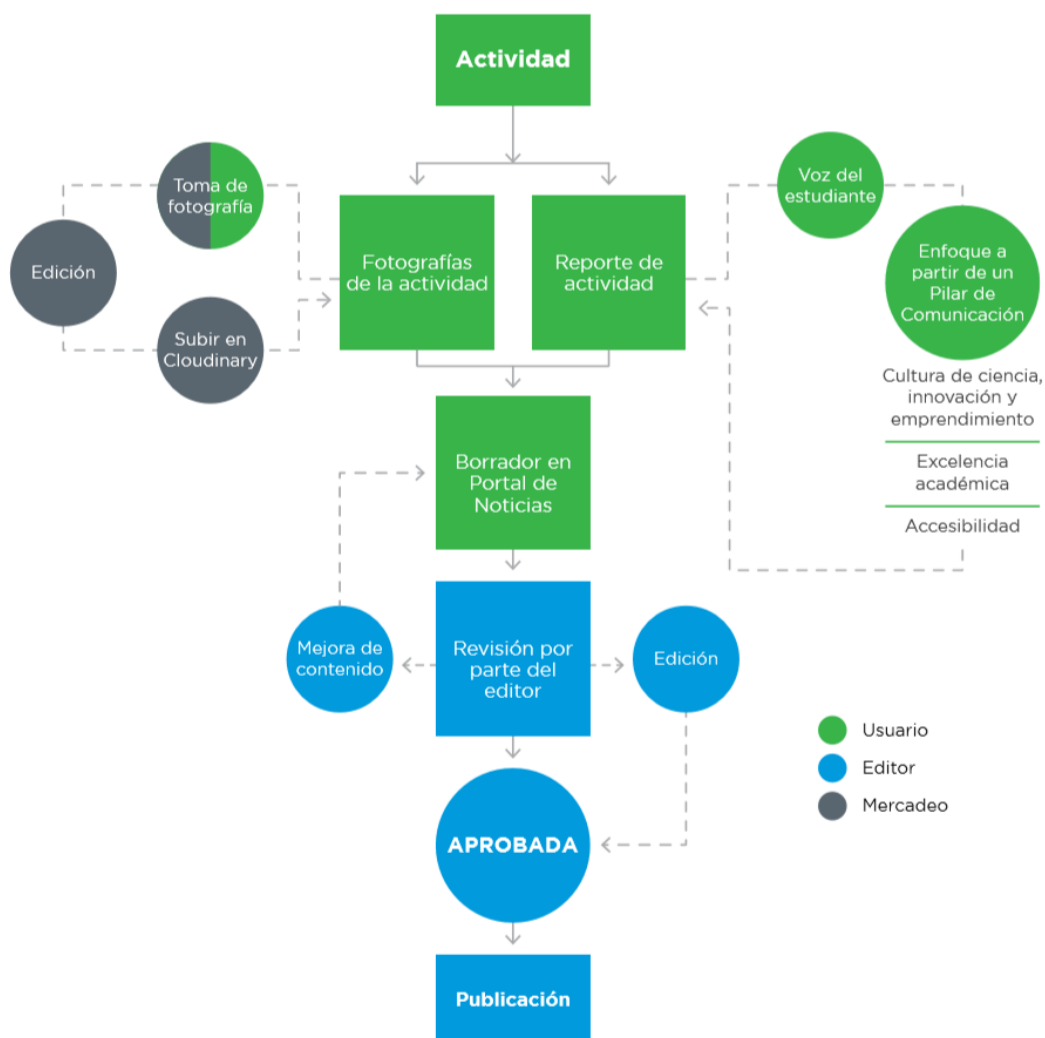 Actividad
Toma de
fotografía
Edición
Subir en
Cloudinary
Fotografías
de la actividad
Reporte de
actividad
Voz del
estudiante
Enfoque a
partir de un
Pilar de
Comunicación
Cultura de ciencia,
innovación y
emprendimiento
Excelencia
académica
Accesibilidad
Borrador en
Portal de
Noticias
Mejora de
contenido
Revisión por
parte del
editor
Edición
APROBADA
Publicación
Usuario
Editor
Mercadeo